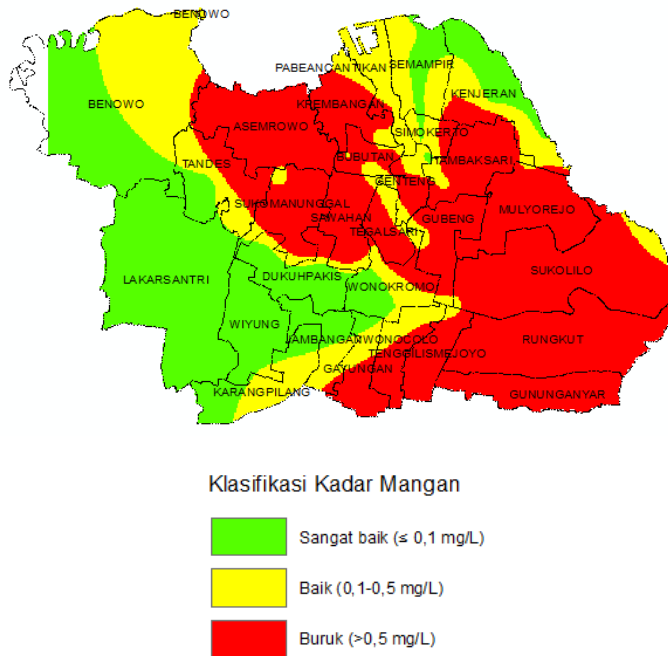 BENOWO
PABEANCANTIKAN
SEMAMPIR
KENJERAN
BENOWO
KREMBANGAN
ASEMROWO
SIMOKERTO
BUBUTAN
TAMBAKSARI
TANDES
GENTENG
SUKOMANUNGGAL
SAWAHAN
GUBENG
MULYOREJO
TEGALSARI
LAKARSANTRI
DUKUHPAKIS
WONOKROMO
SUKOLILO
WIYUNG
JAMBANGAN
WONOCOLO
RUNGKUT
TENGGILISMEJOYO
GAYUNGAN
KARANGPILANG
GUNUNGANYAR
Klasifikasi Kadar Mangan
Sangat baik (≤ 0,1 mg/L)
Baik (0,1-0,5 mg/L)
Buruk (>0,5 mg/L)